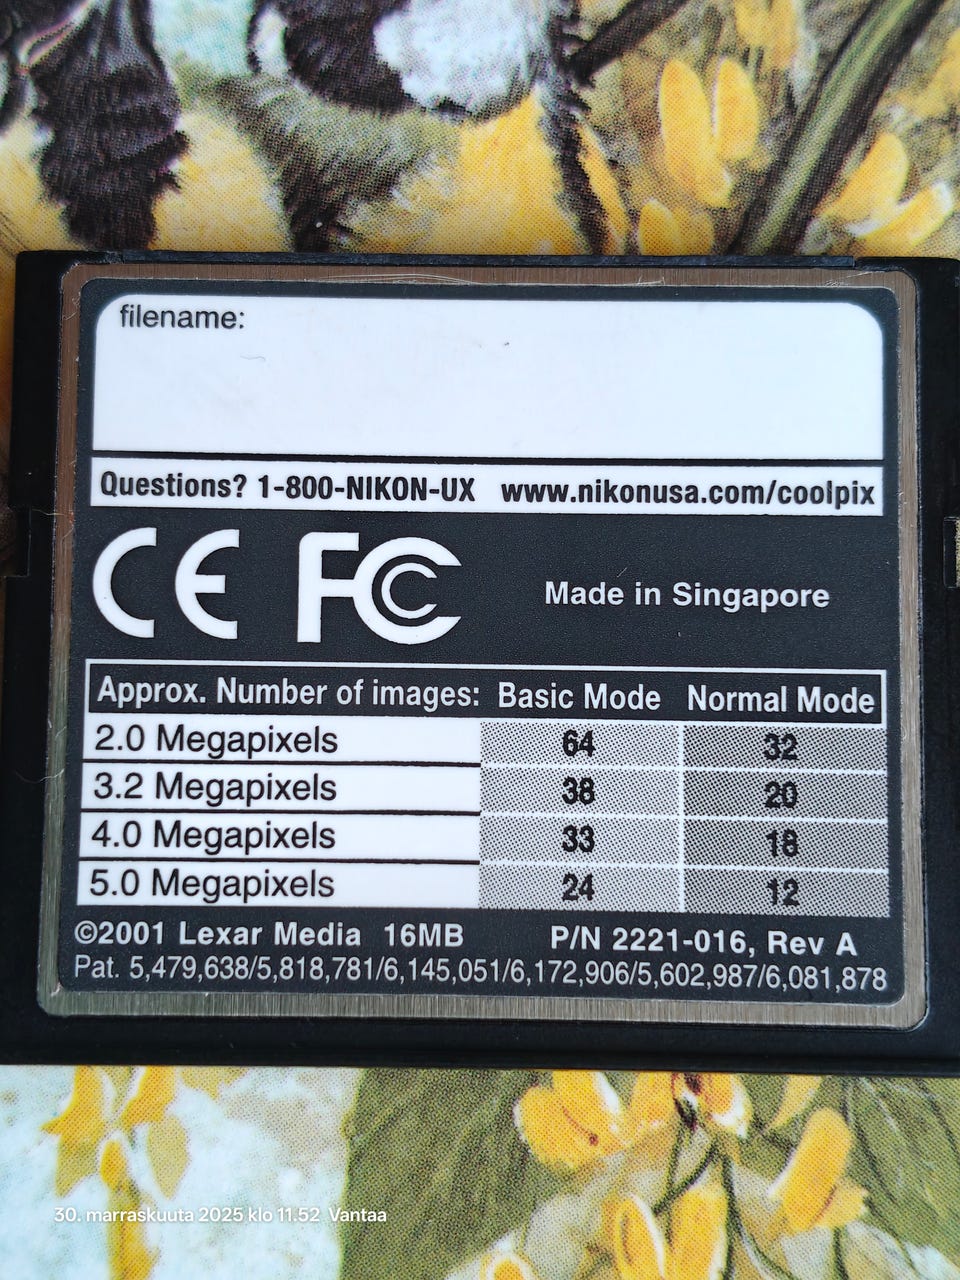 filename:
Questions? 1-800-NIKON-UX www.nikonusa.com/coolpix
CE FC Made in Singapore
Approx. Number of images: Basic Mode Normal Mode
2.0 Megapixels 64 32
3.2 Megapixels 38 20
4.0 Megapixels 33 18
5.0 Megapixels 24 12
©2001 Lexar Media 16MB P/N 2221-016, Rev A
Pat. 5,479,638/5,818,781/6,145,051/6,172,906/5,602,987/6,081,878
30. marraskuuta 2025 klo 11.52 Vantaa